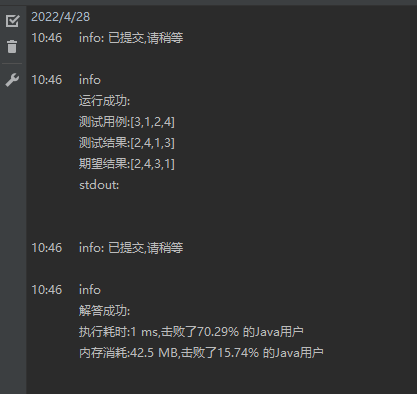 2022/4/28
10:46 info: 已提交,请稍等
10:46 info
运行成功:
测试用例:[3,1,2,4]
测试结果:[2,4,1,3]
期望结果:[2,4,3,1]
stdout:
10:46 info: 已提交,请稍等
10:46 info
解答成功:
执行耗时:1 ms,击败了70.29% 的Java用户
内存消耗:42.5 MB,击败了15.74% 的Java用户